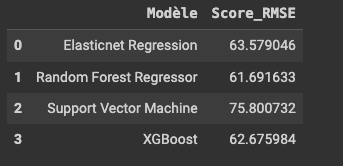 Modèle Score_RMSE
0 Elasticnet Regression 63.579046
1 Random Forest Regressor 61.691633
2 Support Vector Machine 75.800732
3 XGBoost 62.675984